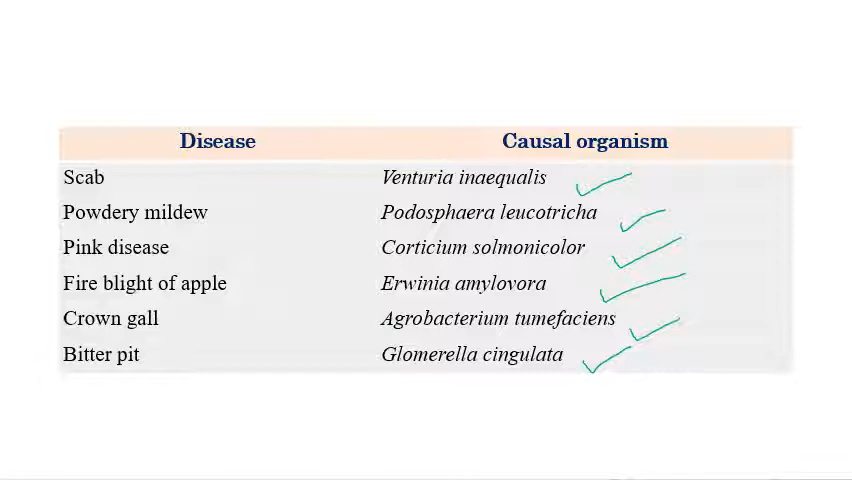 Disease Causal organism
Scab Venturia inaequalis
Powdery mildew Podosphaera leucotricha
Pink disease Corticium solmonicolor
Fire blight of apple Erwinia amylovora
Crown gall Agrobacterium tumefaciens
Bitter pit Glomerella cingulata